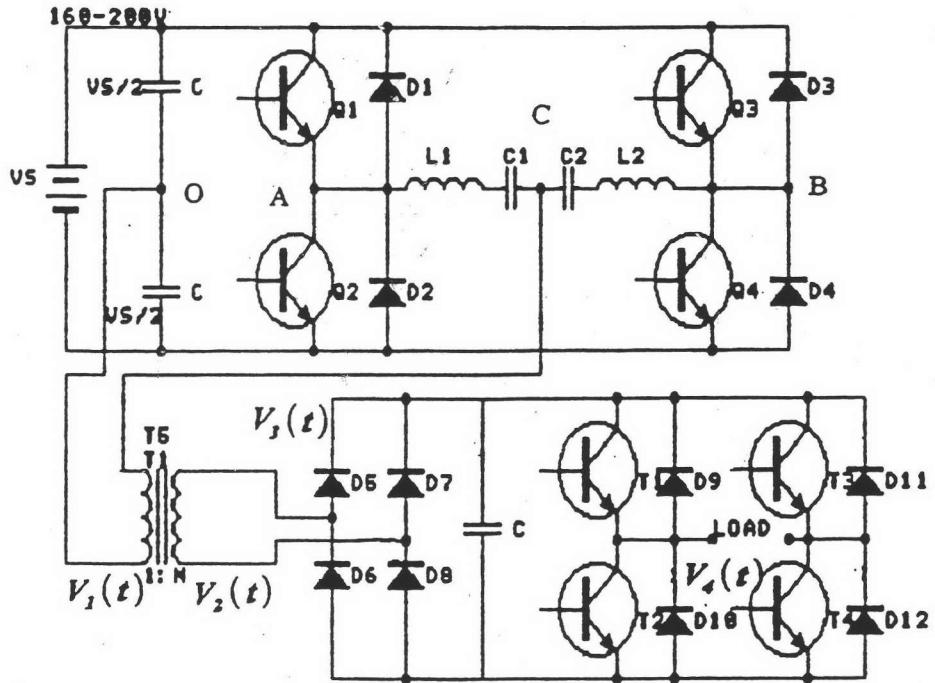 160-200V
VS/2 C Q1 D1 Q3 D3
C
L1 C1 C2 L2
VS O A B
C Q2 D2 Q4 D4
VS/2
V3(t)
T5
T1
D5 D7 T1 D9 T3 D11
C LOAD
D6 D8 V4(t)
1: N
V1(t) V2(t) T2 D10 T4 D12